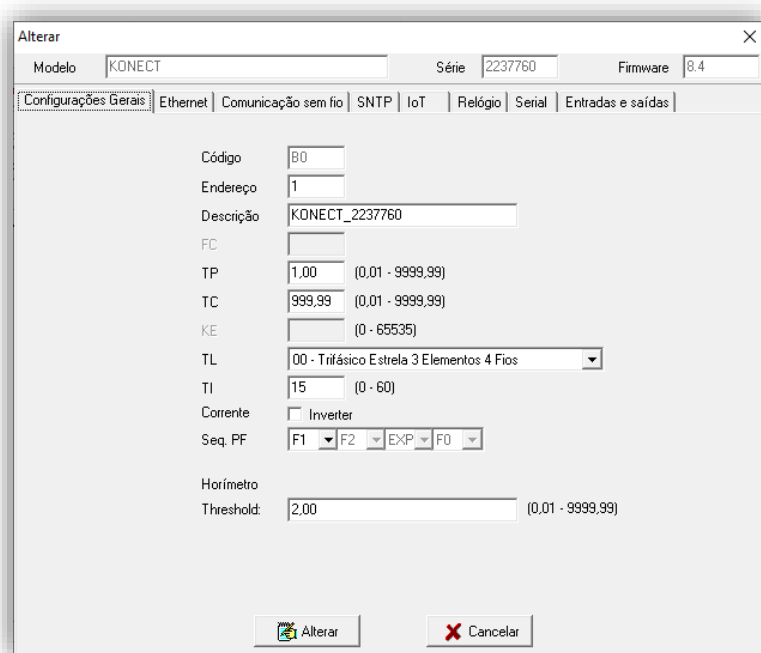 Alterar
Modelo KONECT Série 2237760 Firmware 8.4
Configurações Gerais Ethernet Comunicação sem fio SNTP IoT Relógio Serial Entradas e saídas
Código B0
Endereço 1
Descrição KONECT_2237760
FC
TP 1,00 (0,01 - 9999,99)
TC 999,99 (0,01 - 9999,99)
KE (0 - 65535)
TL 00 - Trifásico Estrela 3 Elementos 4 Fios
TI 15 (0 - 60)
Corrente Inverter
Seq. PF F1 F2 EXP F0
Horímetro
Threshold: 2,00 (0,01 - 9999,99)
Alterar Cancelar